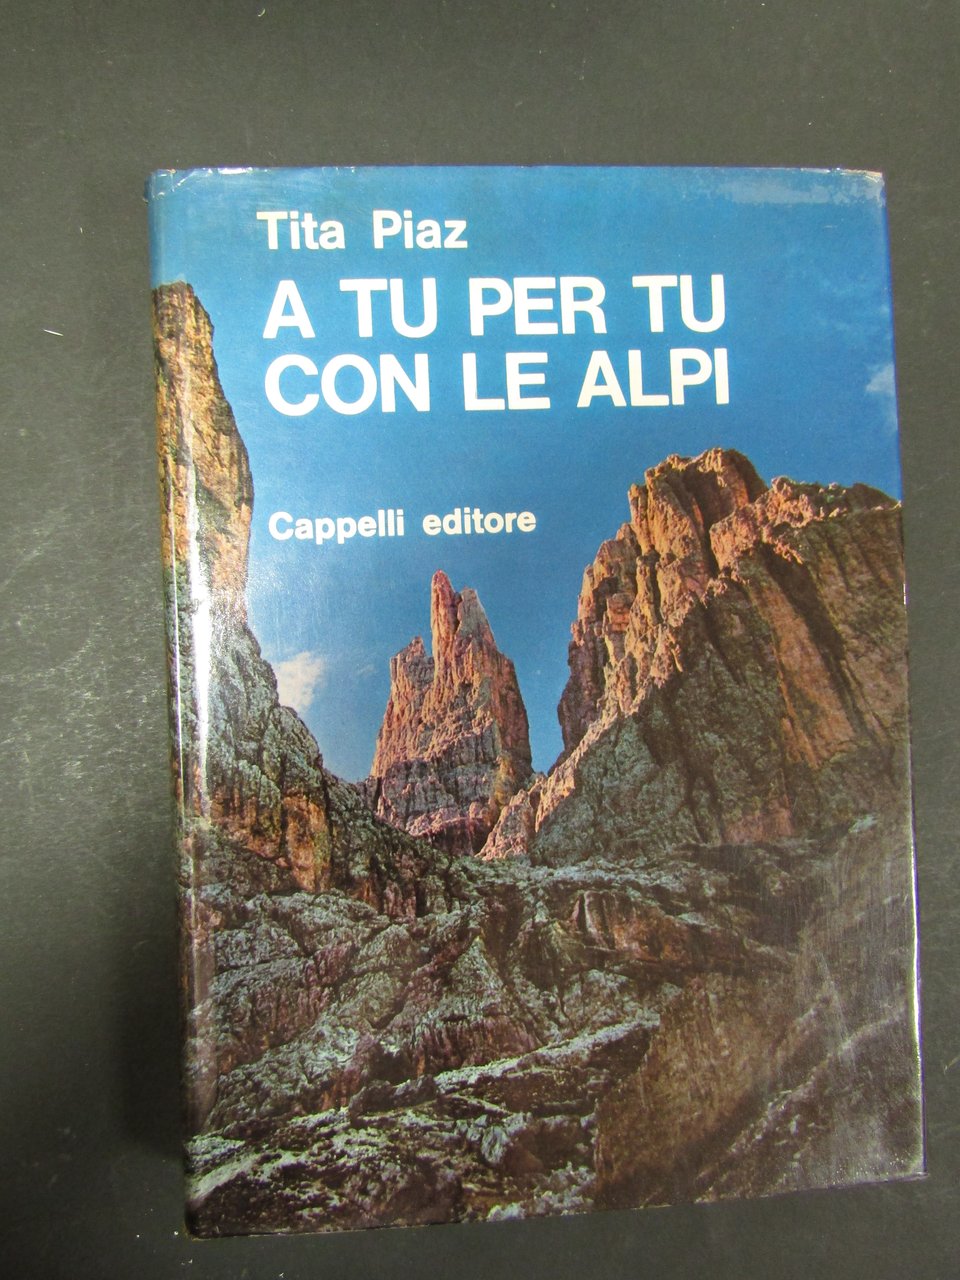 Tita Piaz
A TU PER TU
CON LE ALPI
Cappelli editore